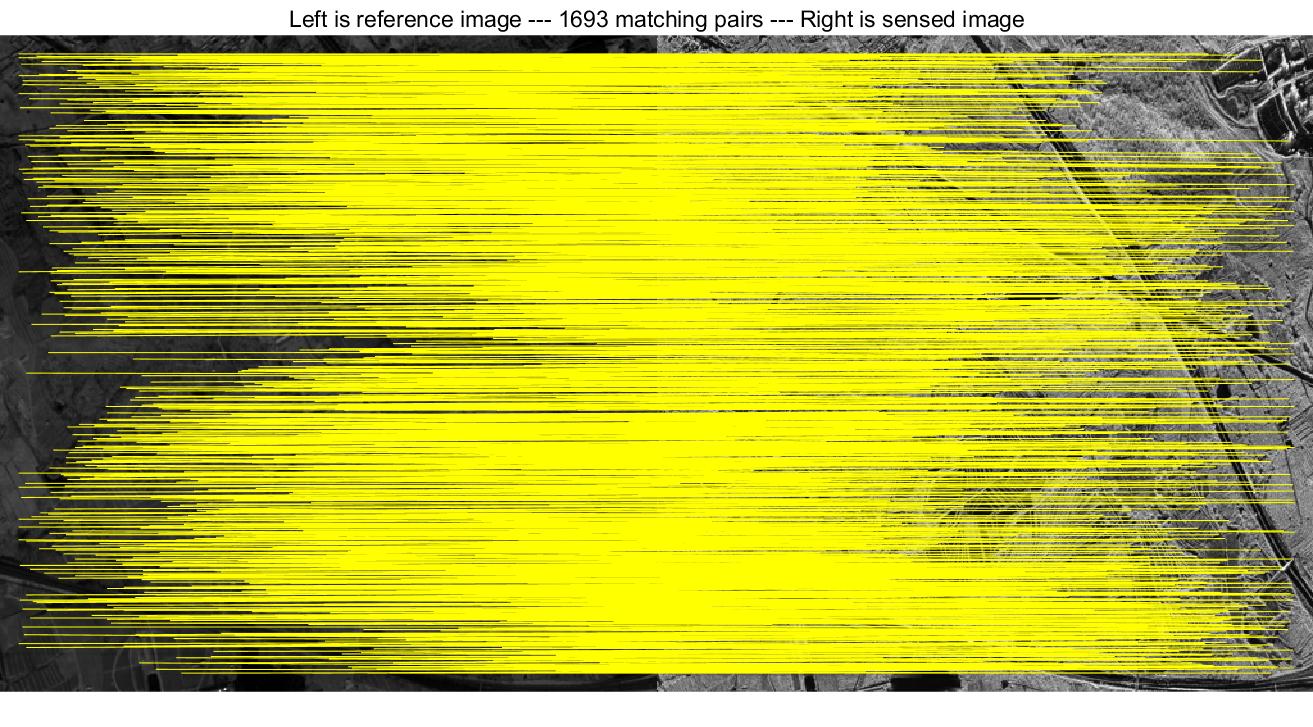 Left is reference image --- 1693 matching pairs --- Right is sensed image